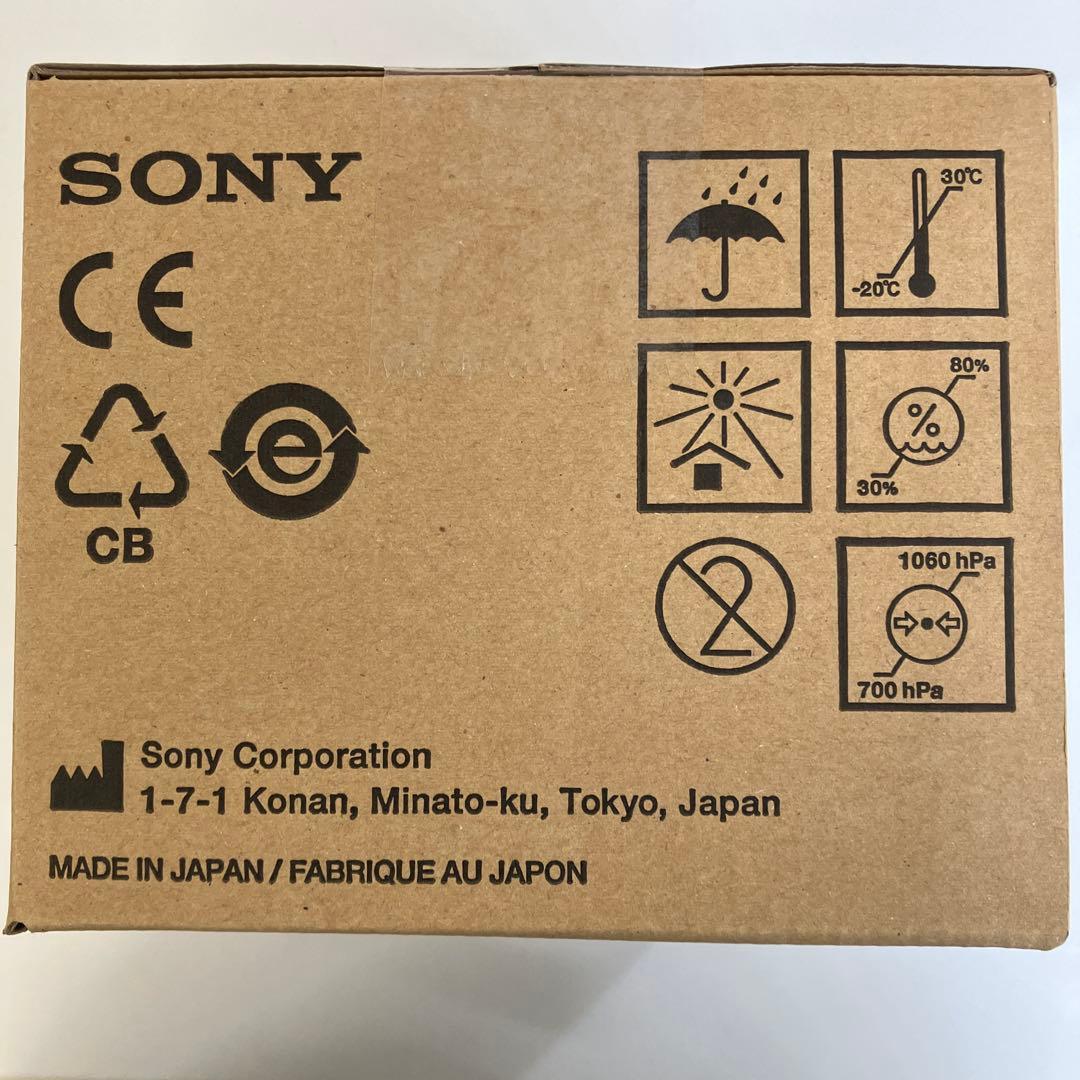 SONY
CE
e
CB
30℃
-20℃
80%
%
30%
2
1060 hPa
700 hPa
Sony Corporation
1-7-1 Konan, Minato-ku, Tokyo, Japan
MADE IN JAPAN / FABRIQUE AU JAPON